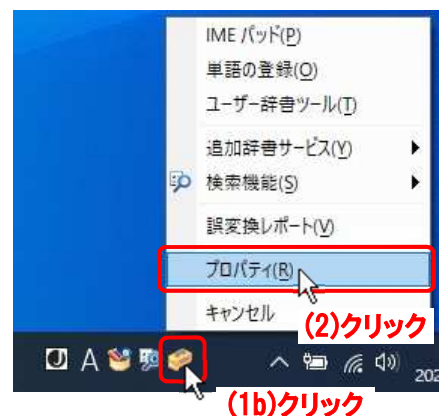 IME パッド(P)
単語の登録(O)
ユーザー辞書ツール(T)
追加辞書サービス(Y)
検索機能(S)
誤変換レポート(V)
プロパティ(R)
キャンセル
(2)クリック
A
202
(1b)クリック